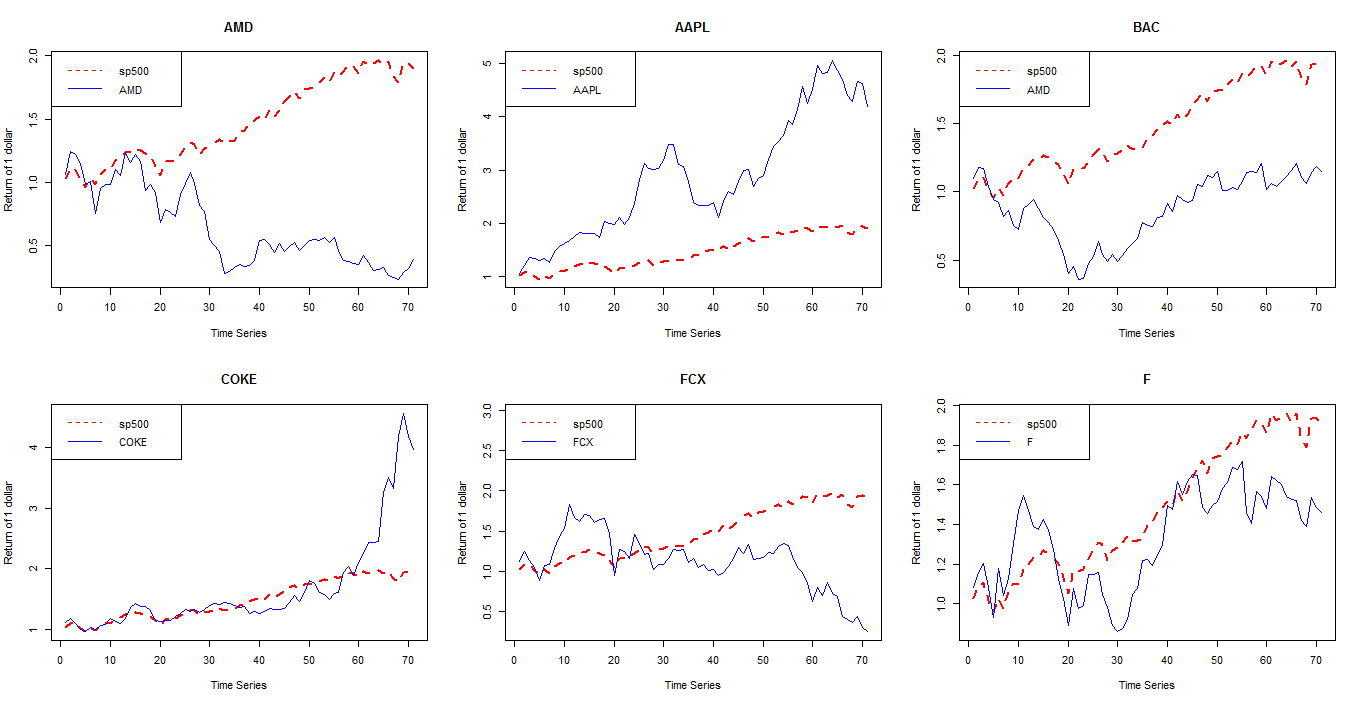 AMD
AAPL
BAC
Return of 1 dollar
0.5 1.0 1.5 2.0
sp500
AMD
0 10 20 30 40 50 60 70
Time Series
Return of 1 dollar
1 2 3 4 5
sp500
AAPL
0 10 20 30 40 50 60 70
Time Series
Return of 1 dollar
0.5 1.0 1.5 2.0
sp500
AMD
0 10 20 30 40 50 60 70
Time Series
COKE
FCX
F
Return of 1 dollar
1 2 3 4
sp500
COKE
0 10 20 30 40 50 60 70
Time Series
Return of 1 dollar
0.5 1.0 1.5 2.0 2.5 3.0
sp500
FCX
0 10 20 30 40 50 60 70
Time Series
Return of 1 dollar
1.0 1.2 1.4 1.6 1.8 2.0
sp500
F
0 10 20 30 40 50 60 70
Time Series